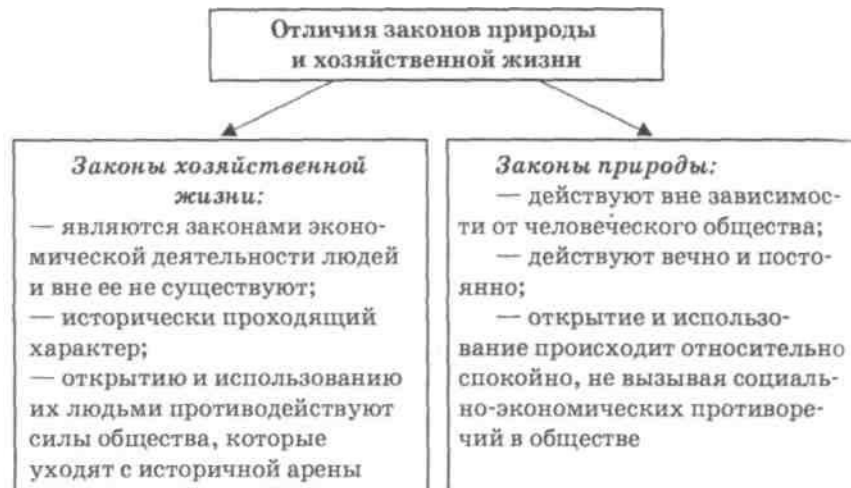 Отличия законов природы
и хозяйственной жизни
Законы хозяйственной
жизни:
— являются законами эконо-
мической деятельности людей
и вне ее не существуют;
— исторически проходящий
характер;
— открытию и использованию
их людьми противодействуют
силы общества, которые
уходят с историчной арены
Законы природы:
— действуют вне зависимос-
ти от человеческого общества;
— действуют вечно и посто-
янно;
— открытие и использо-
вание происходит относительно
спокойно, не вызывая социаль-
но-экономических противоре-
чий в обществе